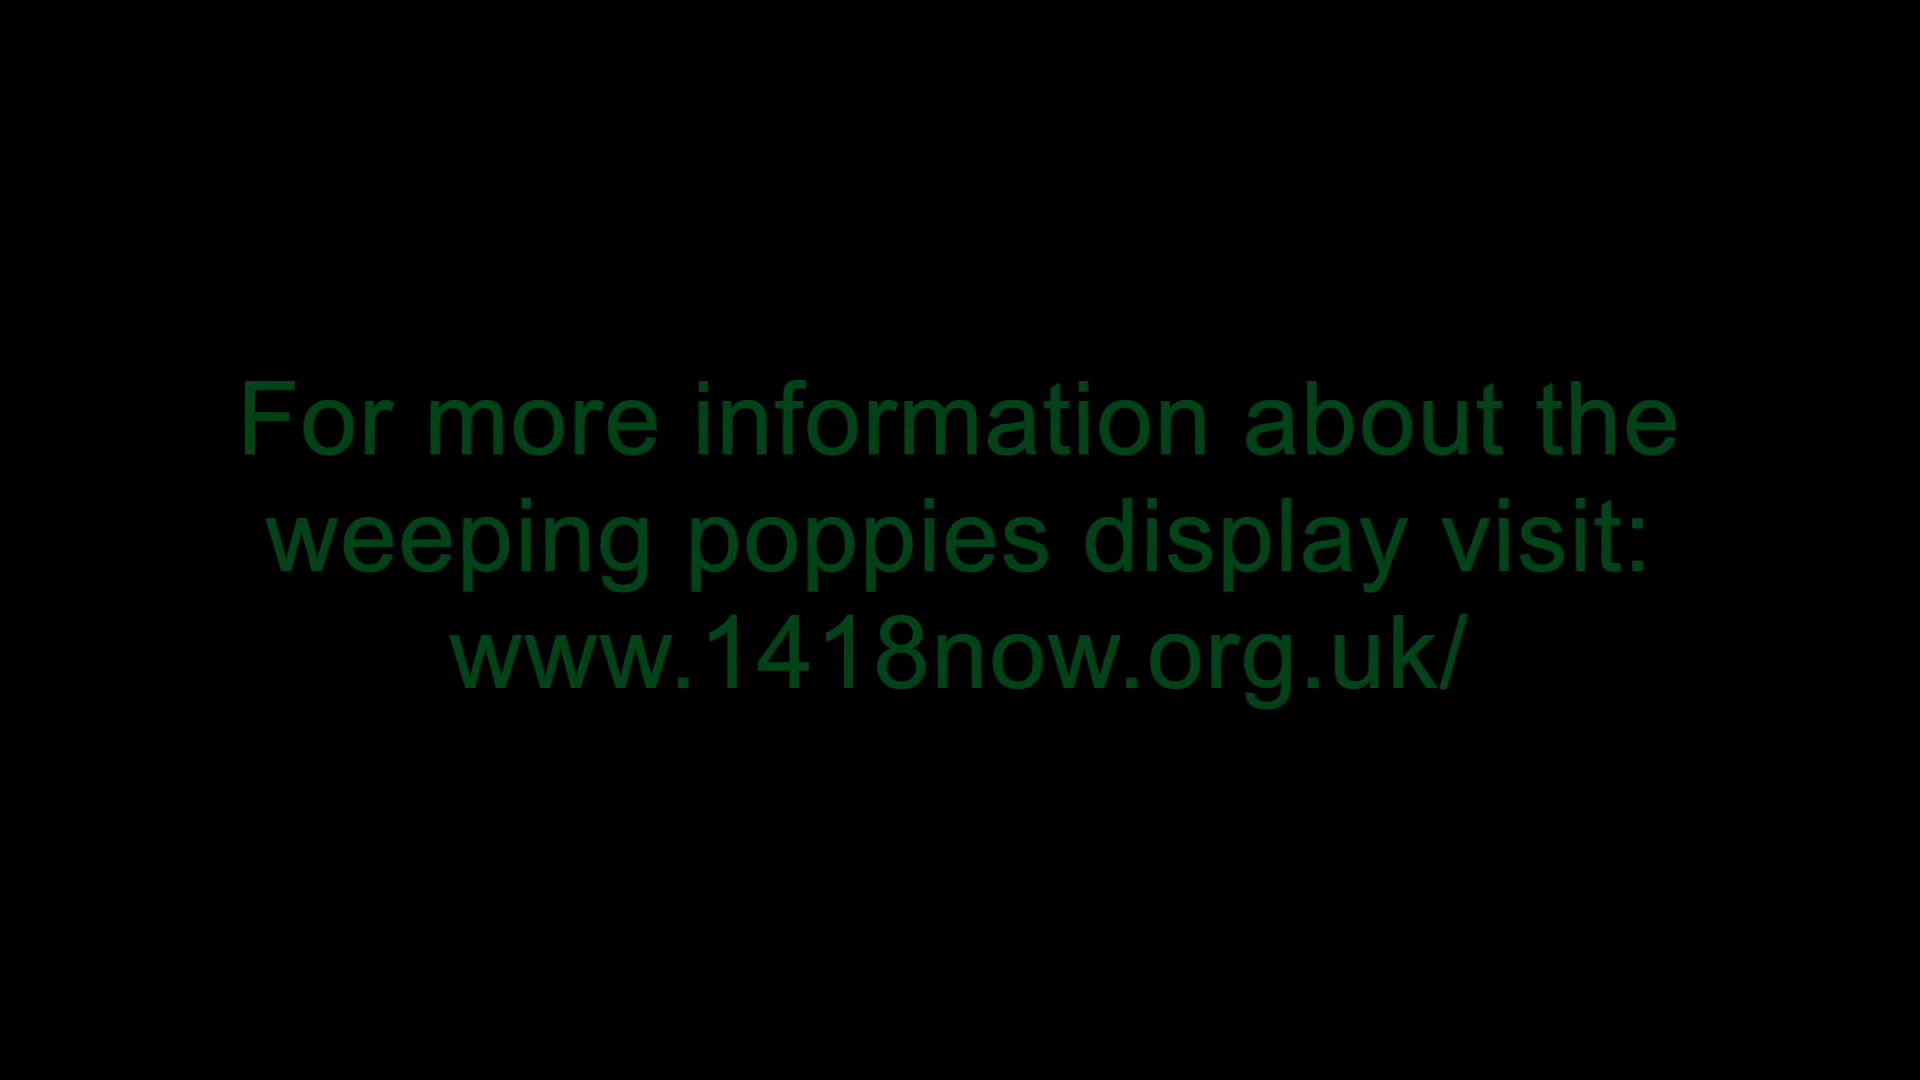 For more information about the
weeping poppies display visit:
www.1418now.org.uk/